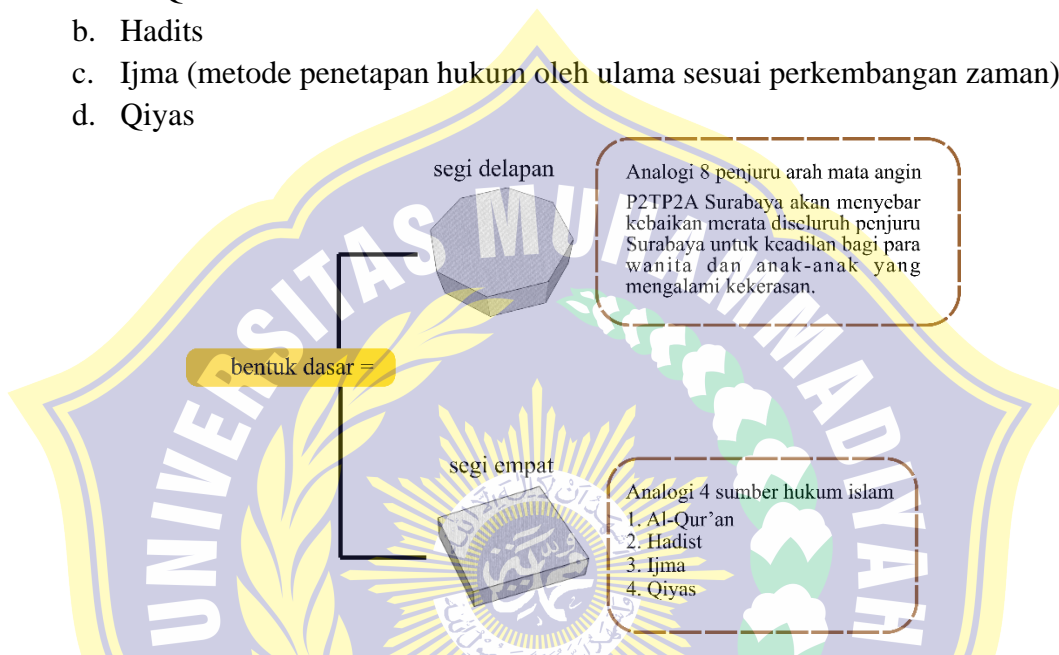 b. Hadits
c. Ijma (metode penetapan hukum oleh ulama sesuai perkembangan zaman)
d. Qiyas
segi delapan
Analogi 8 penjuru arah mata angin
P2TP2A Surabaya akan menyebar
kebaikan merata diseluruh penjuru
Surabaya untuk keadilan bagi para
wanita dan anak-anak yang
mengalami kekerasan.
bentuk dasar =
segi empat
Analogi 4 sumber hukum islam
1. Al-Qur'an
2. Hadist
3. Ijma
4. Qiyas
UNIVERSITAS MUHAMMADIYAH